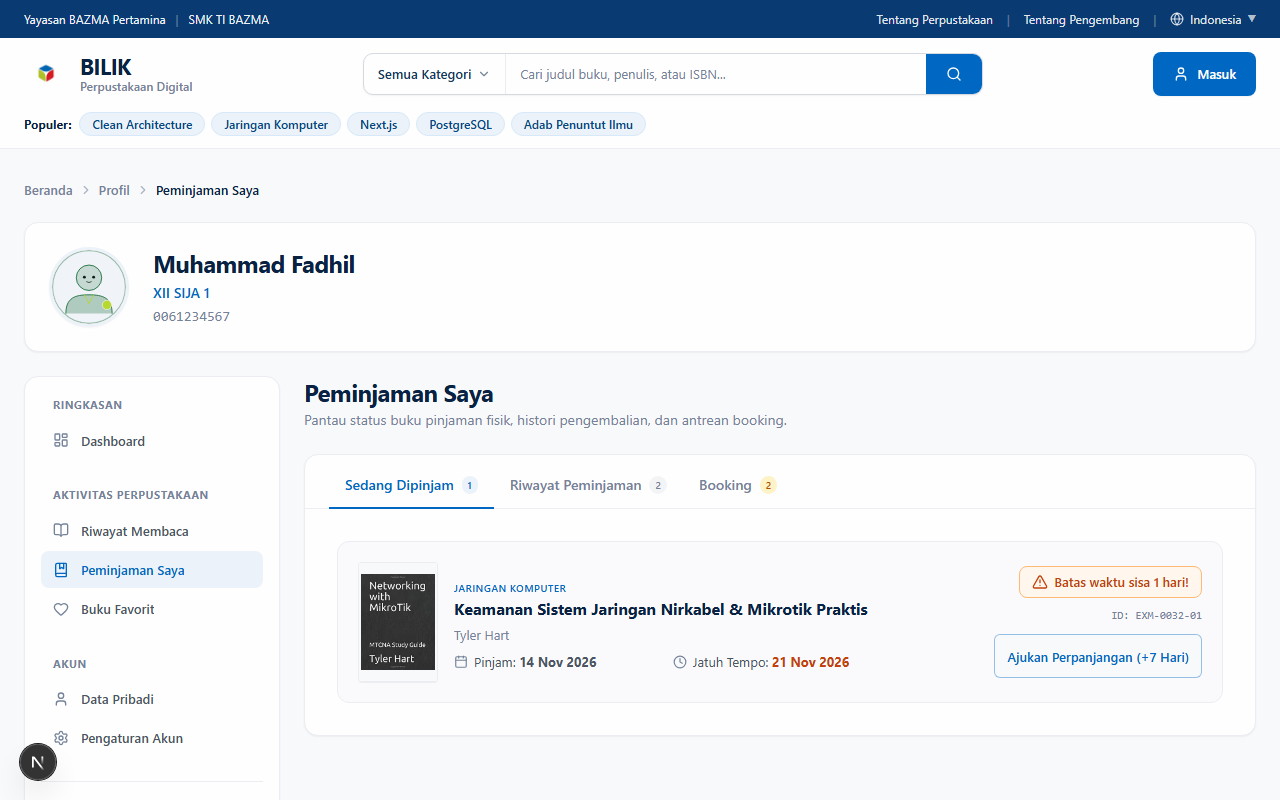 Yayasan BAZMA Pertamina | SMK TI BAZMA
Tentang Perpustakaan | Tentang Pengembang | Indonesia
BILIK
Perpustakaan Digital
Semua Kategori
Cari judul buku, penulis, atau ISBN...
Masuk
Populer: Clean Architecture Jaringan Komputer Next.js PostgreSQL Adab Penuntut Ilmu
Beranda > Profil > Peminjaman Saya
Muhammad Fadhil
XII SIJA 1
0061234567
RINGKASAN
Dashboard
AKTIVITAS PERPUSTAKAAN
Riwayat Membaca
Peminjaman Saya
Buku Favorit
AKUN
Data Pribadi
Pengaturan Akun
N
Peminjaman Saya
Pantau status buku pinjaman fisik, histori pengembalian, dan antrean booking.
Sedang Dipinjam 1 Riwayat Peminjaman 2 Booking 2
Networking
with
MikroTik
MTCNA Study Guide
Tyler Hart
JARINGAN KOMPUTER
Keamanan Sistem Jaringan Nirkabel & Mikrotik Praktis
Tyler Hart
Pinjam: 14 Nov 2026 Jatuh Tempo: 21 Nov 2026
Batas waktu sisa 1 hari!
ID: EXM-0032-01
Ajukan Perpanjangan (+7 Hari)